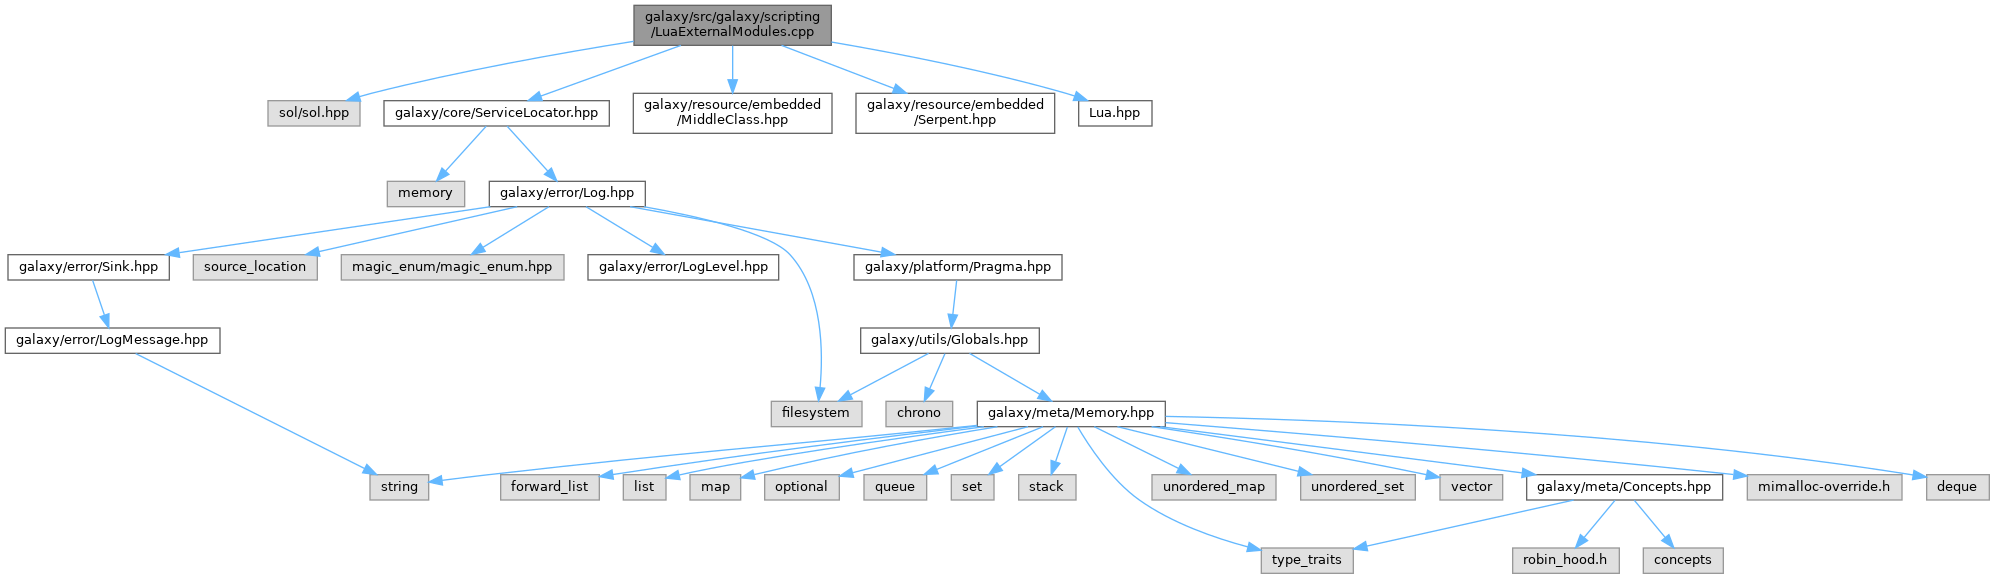 galaxy/src/galaxy/scripting
/LuaExternalModules.cpp
sol/sol.hpp
galaxy/core/ServiceLocator.hpp
galaxy/resource/embedded
/MiddleClass.hpp
galaxy/resource/embedded
/Serpent.hpp
Lua.hpp
memory
galaxy/error/Log.hpp
galaxy/error/Sink.hpp
source_location
magic_enum/magic_enum.hpp
galaxy/error/LogLevel.hpp
galaxy/platform/Pragma.hpp
galaxy/error/LogMessage.hpp
galaxy/utils/Globals.hpp
filesystem
chrono
galaxy/meta/Memory.hpp
string
forward_list
list
map
optional
queue
set
stack
unordered_map
unordered_set
vector
galaxy/meta/Concepts.hpp
mimalloc-override.h
deque
type_traits
robin_hood.h
concepts